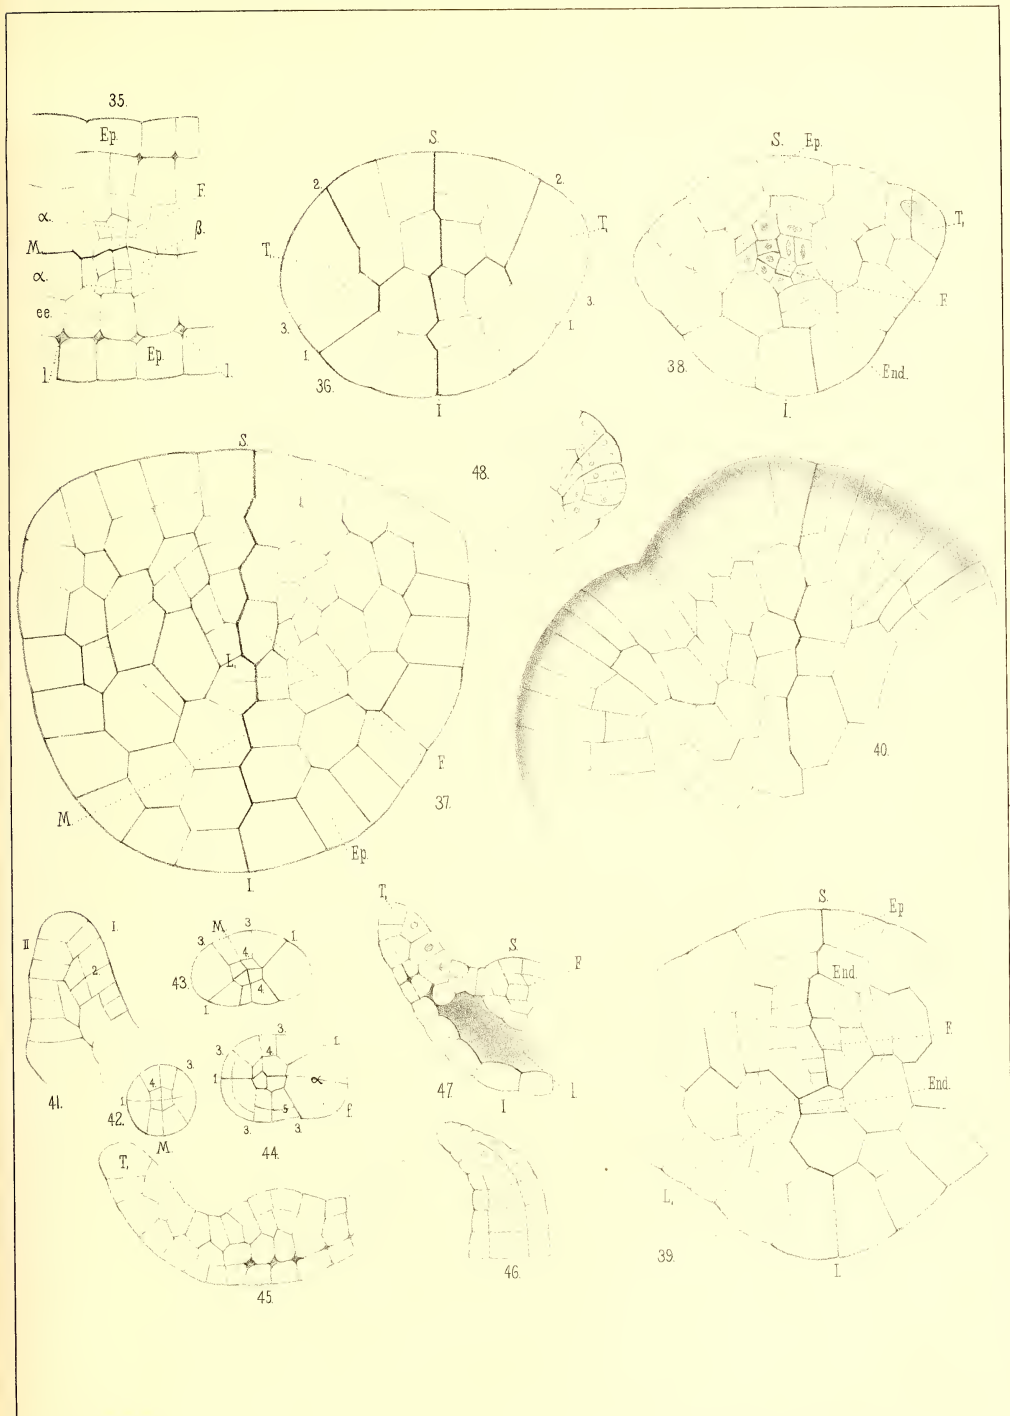 35.
Ep.
F.
α.
β.
M.
α.
ee.
Ep.
l.
l.
S.
2.
2.
T,
T,
3.
3.
1.
1.
36.
I
S. Ep.
T,
F.
38.
End.
I.
S.
48.
L,
F
37.
M.
Ep.
I.
40.
II
I.
2.
41.
M.
3.
3.
1.
4.
4.
43.
1.
3.
4.
1
42.
M.
3.
3.
4.
1.
1
α
5
f
3.
3.
44.
T,
S.
F
47.
I
l.
T,
45.
46.
S.
Ep
End.
F.
End.
L,
39.
I.